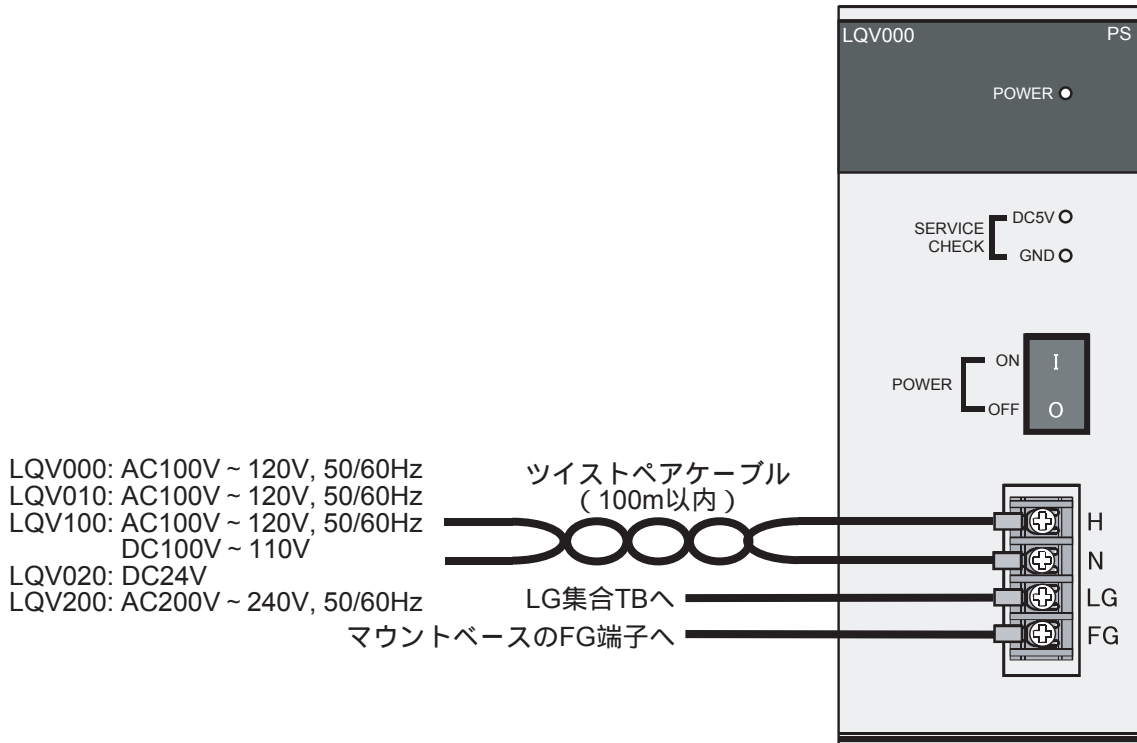 LQV000 PS
POWER
SERVICE CHECK
DC5V
GND
POWER
ON I
OFF O
LQV000: AC100V ~ 120V, 50/60Hz
LQV010: AC100V ~ 120V, 50/60Hz
LQV100: AC100V ~ 120V, 50/60Hz
DC100V ~ 110V
LQV020: DC24V
LQV200: AC200V ~ 240V, 50/60Hz
ツイストペアケーブル
(100m以内)
LG集合TBへ
マウントベースのFG端子へ
H
N
LG
FG